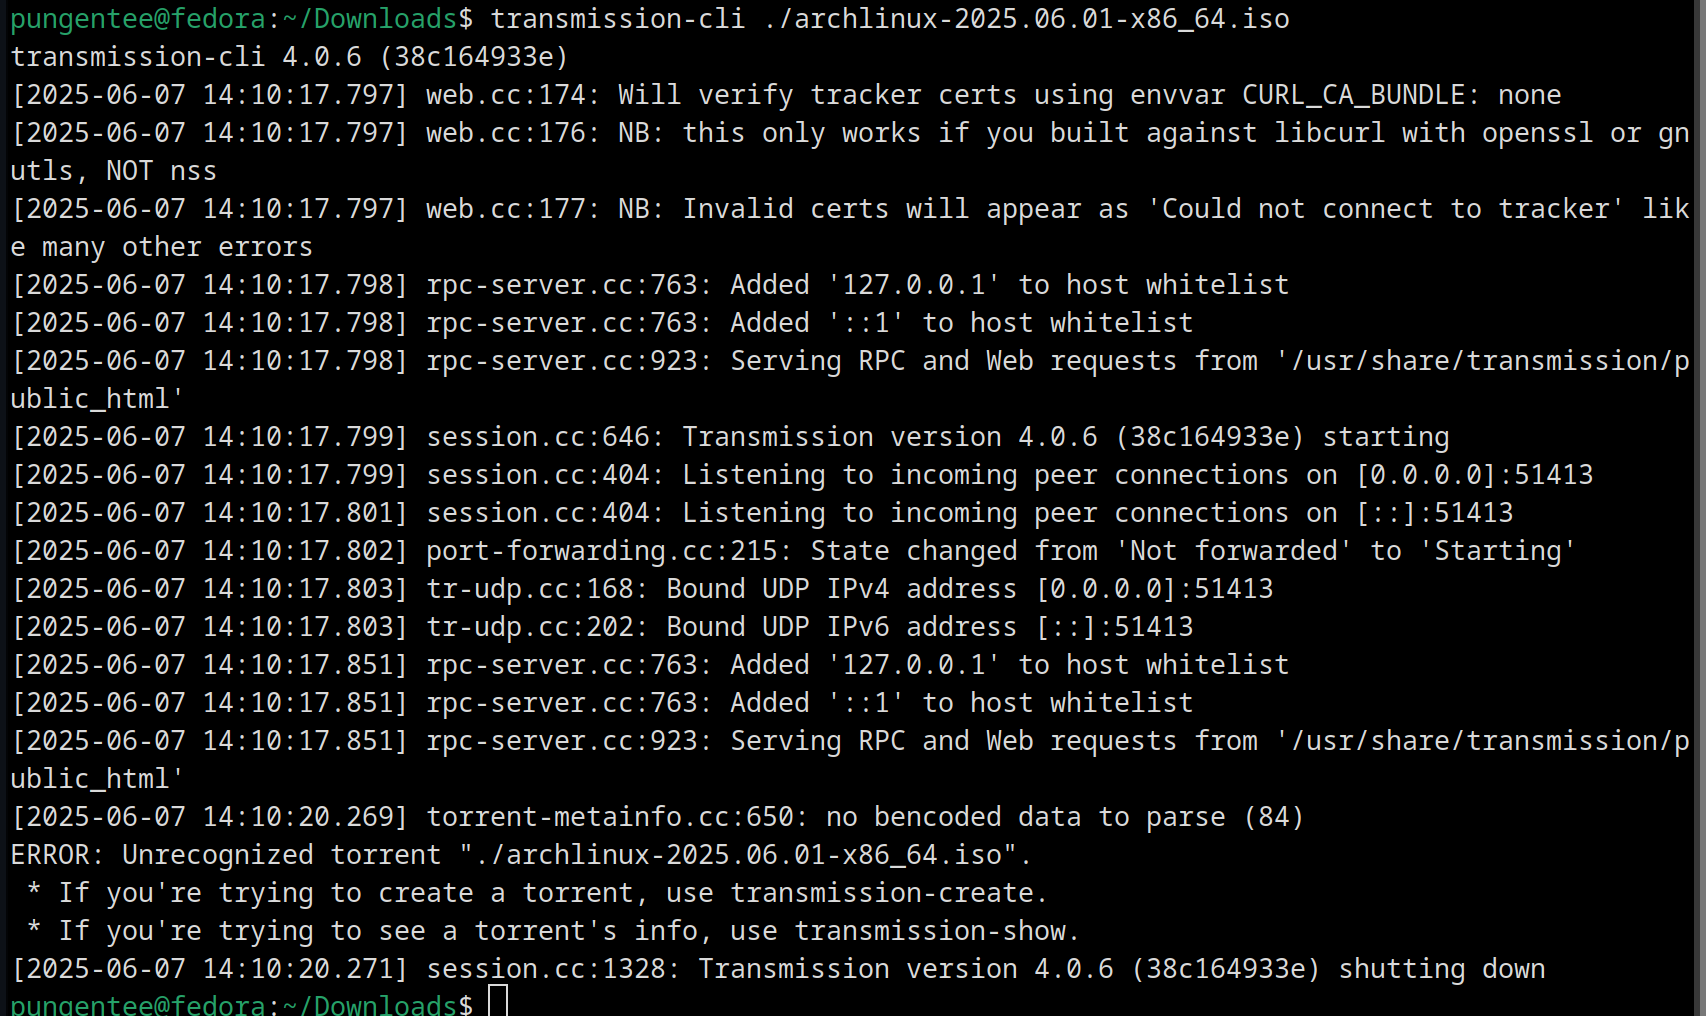 pungentee@fedora:~/Downloads$ transmission-cli ./archlinux-2025.06.01-x86_64.iso
transmission-cli 4.0.6 (38c164933e)
[2025-06-07 14:10:17.797] web.cc:174: Will verify tracker certs using envvar CURL_CA_BUNDLE: none
[2025-06-07 14:10:17.797] web.cc:176: NB: this only works if you built against libcurl with openssl or gn
utls, NOT nss
[2025-06-07 14:10:17.797] web.cc:177: NB: Invalid certs will appear as 'Could not connect to tracker' lik
e many other errors
[2025-06-07 14:10:17.798] rpc-server.cc:763: Added '127.0.0.1' to host whitelist
[2025-06-07 14:10:17.798] rpc-server.cc:763: Added '::1' to host whitelist
[2025-06-07 14:10:17.798] rpc-server.cc:923: Serving RPC and Web requests from '/usr/share/transmission/p
ublic_html'
[2025-06-07 14:10:17.799] session.cc:646: Transmission version 4.0.6 (38c164933e) starting
[2025-06-07 14:10:17.799] session.cc:404: Listening to incoming peer connections on [0.0.0.0]:51413
[2025-06-07 14:10:17.801] session.cc:404: Listening to incoming peer connections on [::]:51413
[2025-06-07 14:10:17.802] port-forwarding.cc:215: State changed from 'Not forwarded' to 'Starting'
[2025-06-07 14:10:17.803] tr-udp.cc:168: Bound UDP IPv4 address [0.0.0.0]:51413
[2025-06-07 14:10:17.803] tr-udp.cc:202: Bound UDP IPv6 address [::]:51413
[2025-06-07 14:10:17.851] rpc-server.cc:763: Added '127.0.0.1' to host whitelist
[2025-06-07 14:10:17.851] rpc-server.cc:763: Added '::1' to host whitelist
[2025-06-07 14:10:17.851] rpc-server.cc:923: Serving RPC and Web requests from '/usr/share/transmission/p
ublic_html'
[2025-06-07 14:10:20.269] torrent-metainfo.cc:650: no bencoded data to parse (84)
ERROR: Unrecognized torrent "./archlinux-2025.06.01-x86_64.iso".
 * If you're trying to create a torrent, use transmission-create.
 * If you're trying to see a torrent's info, use transmission-show.
[2025-06-07 14:10:20.271] session.cc:1328: Transmission version 4.0.6 (38c164933e) shutting down
pungentee@fedora:~/Downloads$